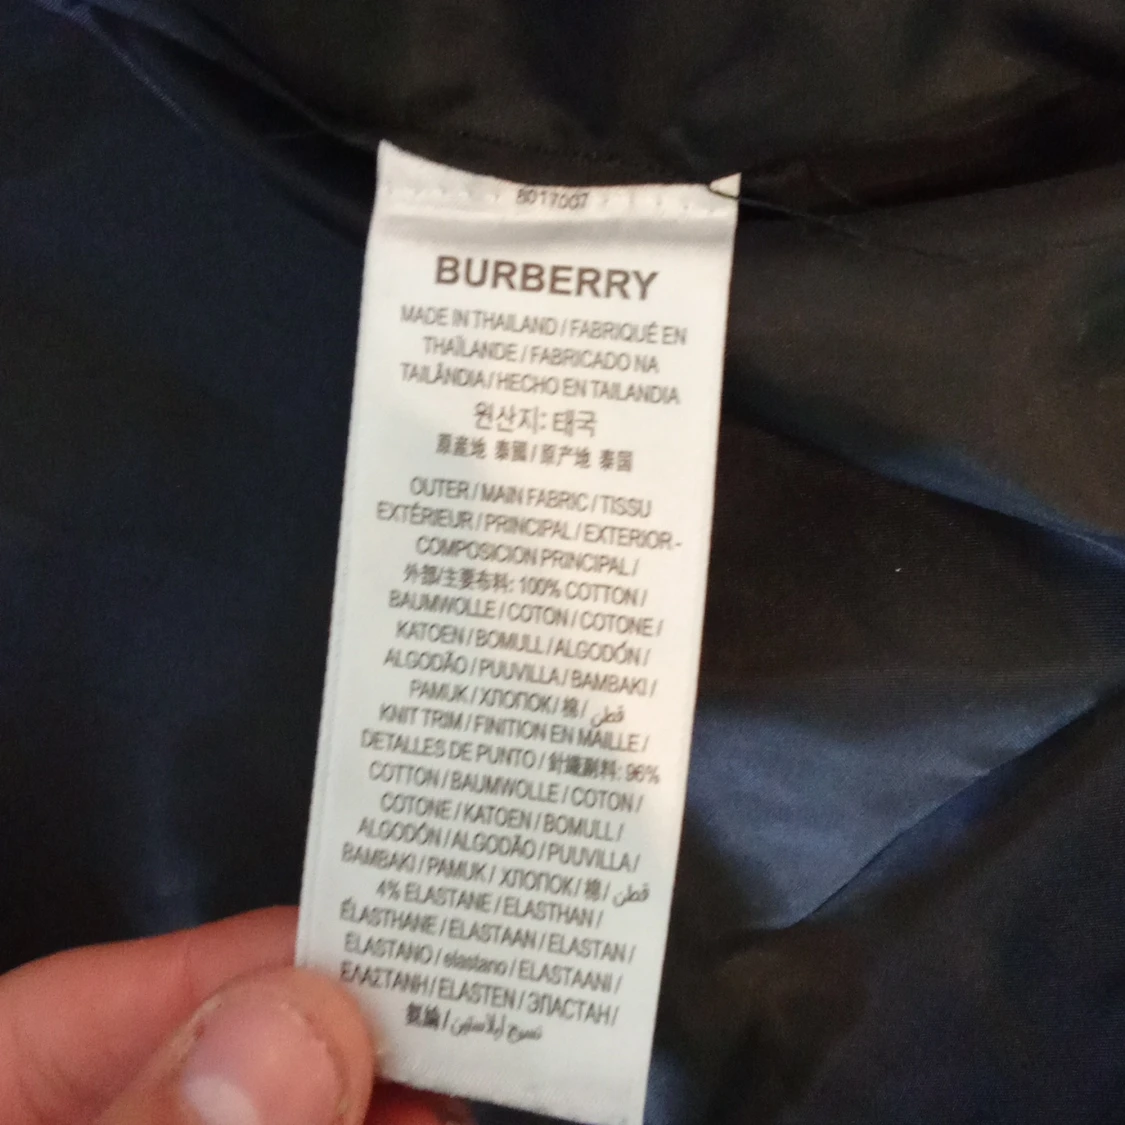 8017007
BURBERRY
MADE IN THAILAND / FABRIQUÉ EN
THAÏLANDE / FABRICADO NA
TAILÂNDIA / HECHO EN TAILANDIA
원산지: 태국
原產地 泰國 / 原产地 泰国
OUTER / MAIN FABRIC / TISSU
EXTÉRIEUR / PRINCIPAL / EXTERIOR -
COMPOSICION PRINCIPAL /
外部/主要布料: 100% COTTON /
BAUMWOLLE / COTON / COTONE /
KATOEN / BOMULL / ALGODÓN /
ALGODÃO / PUUVILLA / BAMBAKI /
PAMUK / ХЛОПОК / 棉 / قطن
KNIT TRIM / FINITION EN MAILLE /
DETALLES DE PUNTO / 針織副料: 96%
COTTON / BAUMWOLLE / COTON /
COTONE / KATOEN / BOMULL /
ALGODÓN / ALGODÃO / PUUVILLA /
BAMBAKI / PAMUK / ХЛОПОК / 棉 / قطن
4% ELASTANE / ELASTHAN /
ÉLASTHANE / ELASTAAN / ELASTAN /
ELASTANO / elastano / ELASTAANI /
ΕΛΑΣΤΑΝΗ / ELASTEN / ЭЛАСТАН /
氨綸 / نسيج إيلاستين